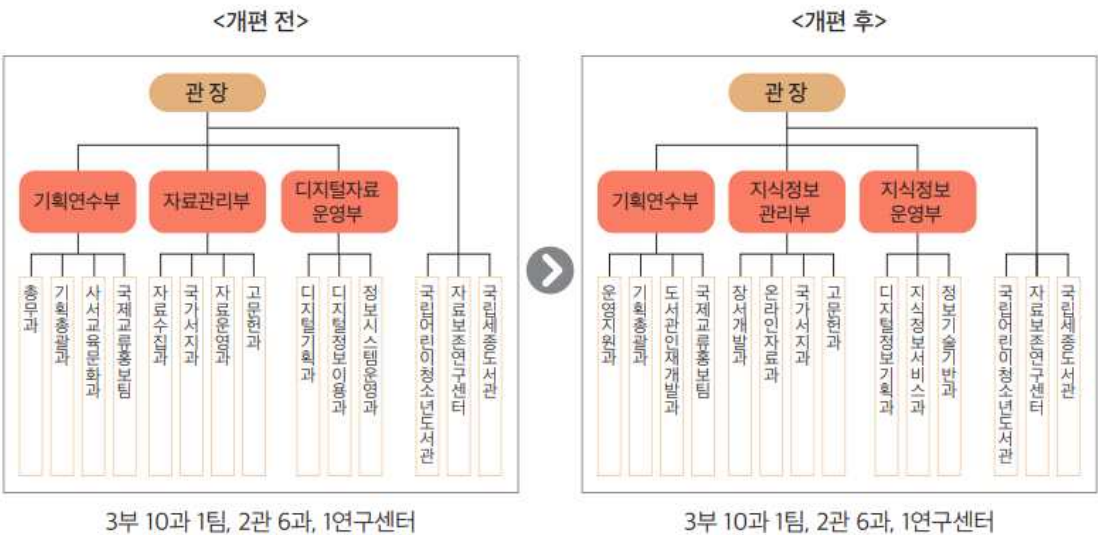 <개편 전>
관장
기획연수부
자료관리부
디지털자료
운영부
총무과
기획총괄과
사서교육문화과
국제교류홍보팀
자료수집과
국가서지과
자료운영과
고문헌과
디지털기획과
디지털정보이용과
정보시스템운영과
국립어린이청소년도서관
자료보존연구센터
국립세종도서관
3부 10과 1팀, 2관 6과, 1연구센터
<개편 후>
관장
기획연수부
지식정보
관리부
지식정보
운영부
운영지원과
기획총괄과
도서관인재개발과
국제교류홍보팀
장서개발과
온라인자료과
국가서지과
고문헌과
디지털정보기획과
지식정보서비스과
정보기술기반과
국립어린이청소년도서관
자료보존연구센터
국립세종도서관
3부 10과 1팀, 2관 6과, 1연구센터